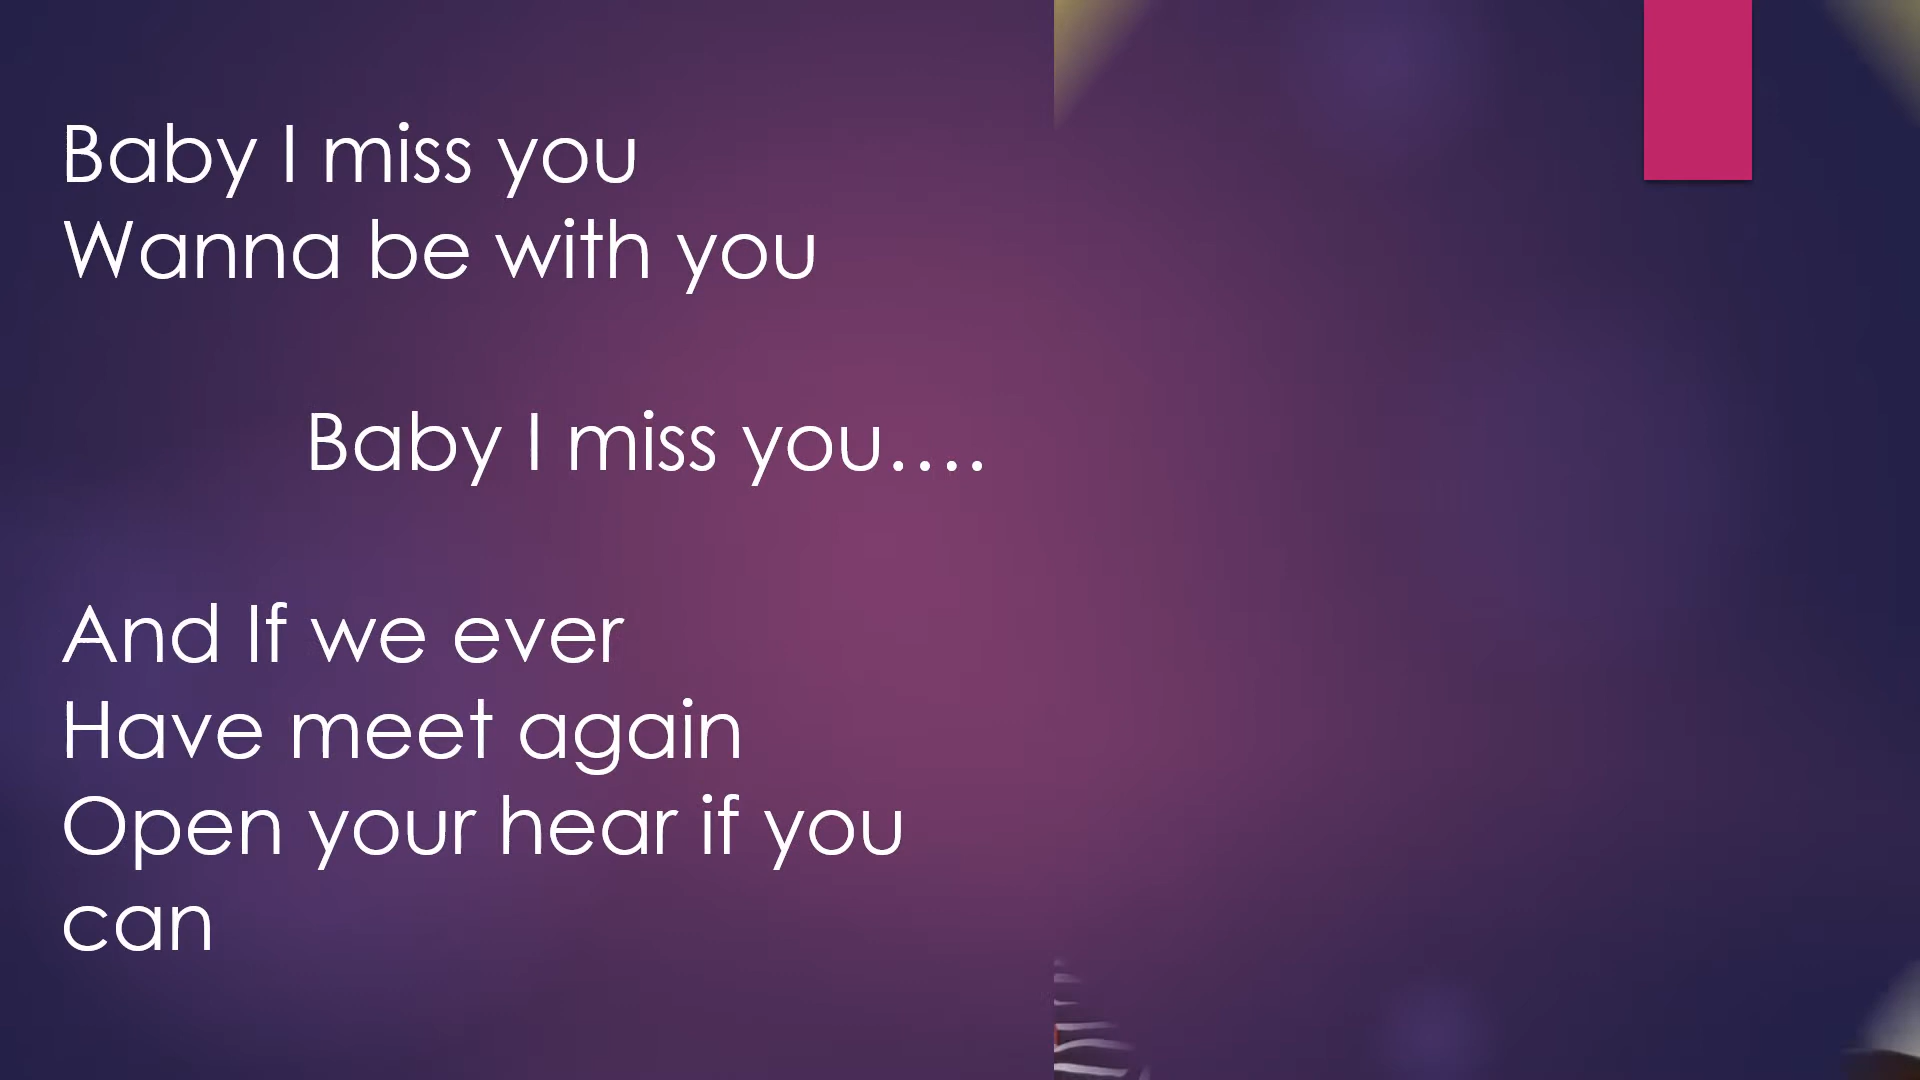 Baby I miss you
Wanna be with you
Baby I miss you....
And If we ever
Have meet again
Open your hear if you
can